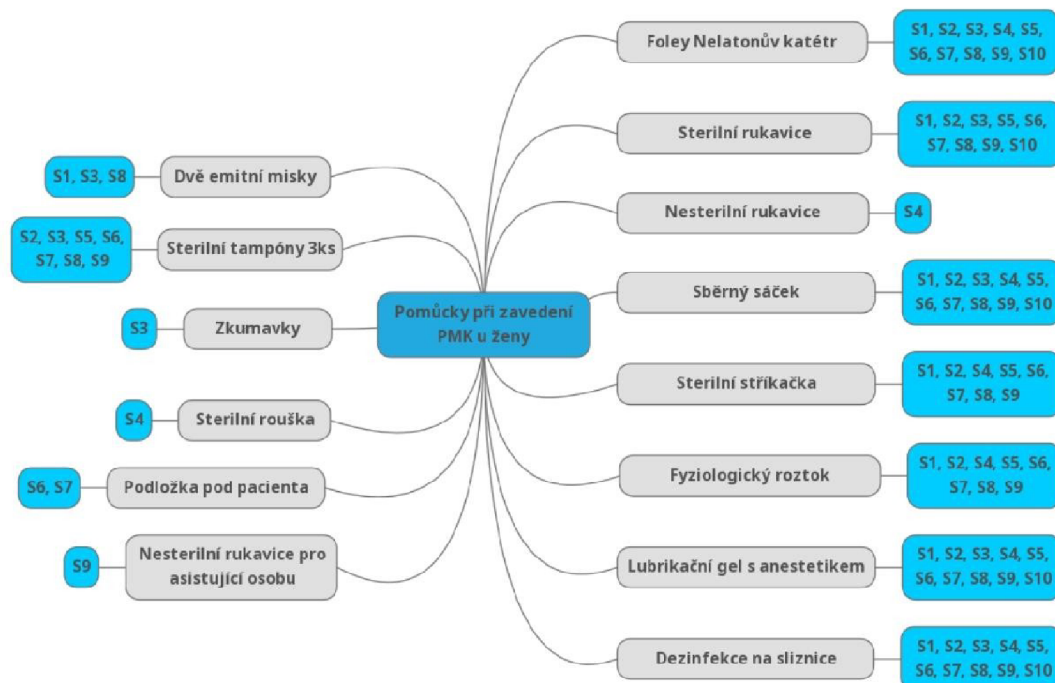 Pomůcky při zavedení
PMK u ženy
Foley Nelatonův katétr
S1, S2, S3, S4, S5,
S6, S7, S8, S9, S10
Sterilní rukavice
S1, S2, S3, S5, S6,
S7, S8, S9, S10
Nesterilní rukavice
S4
Sběrný sáček
S1, S2, S3, S4, S5,
S6, S7, S8, S9, S10
Sterilní stříkačka
S1, S2, S4, S5, S6,
S7, S8, S9
Fyziologický roztok
S1, S2, S4, S5, S6,
S7, S8, S9
Lubrikační gel s anestetikem
S1, S2, S3, S4, S5,
S6, S7, S8, S9, S10
Dezinfekce na sliznice
S1, S2, S3, S4, S5,
S6, S7, S8, S9, S10
Dvě emitní misky
S1, S3, S8
Sterilní tampóny 3ks
S2, S3, S5, S6,
S7, S8, S9
Zkumavky
S3
Sterilní rouška
S4
Podložka pod pacienta
S6, S7
Nesterilní rukavice pro
asistující osobu
S9